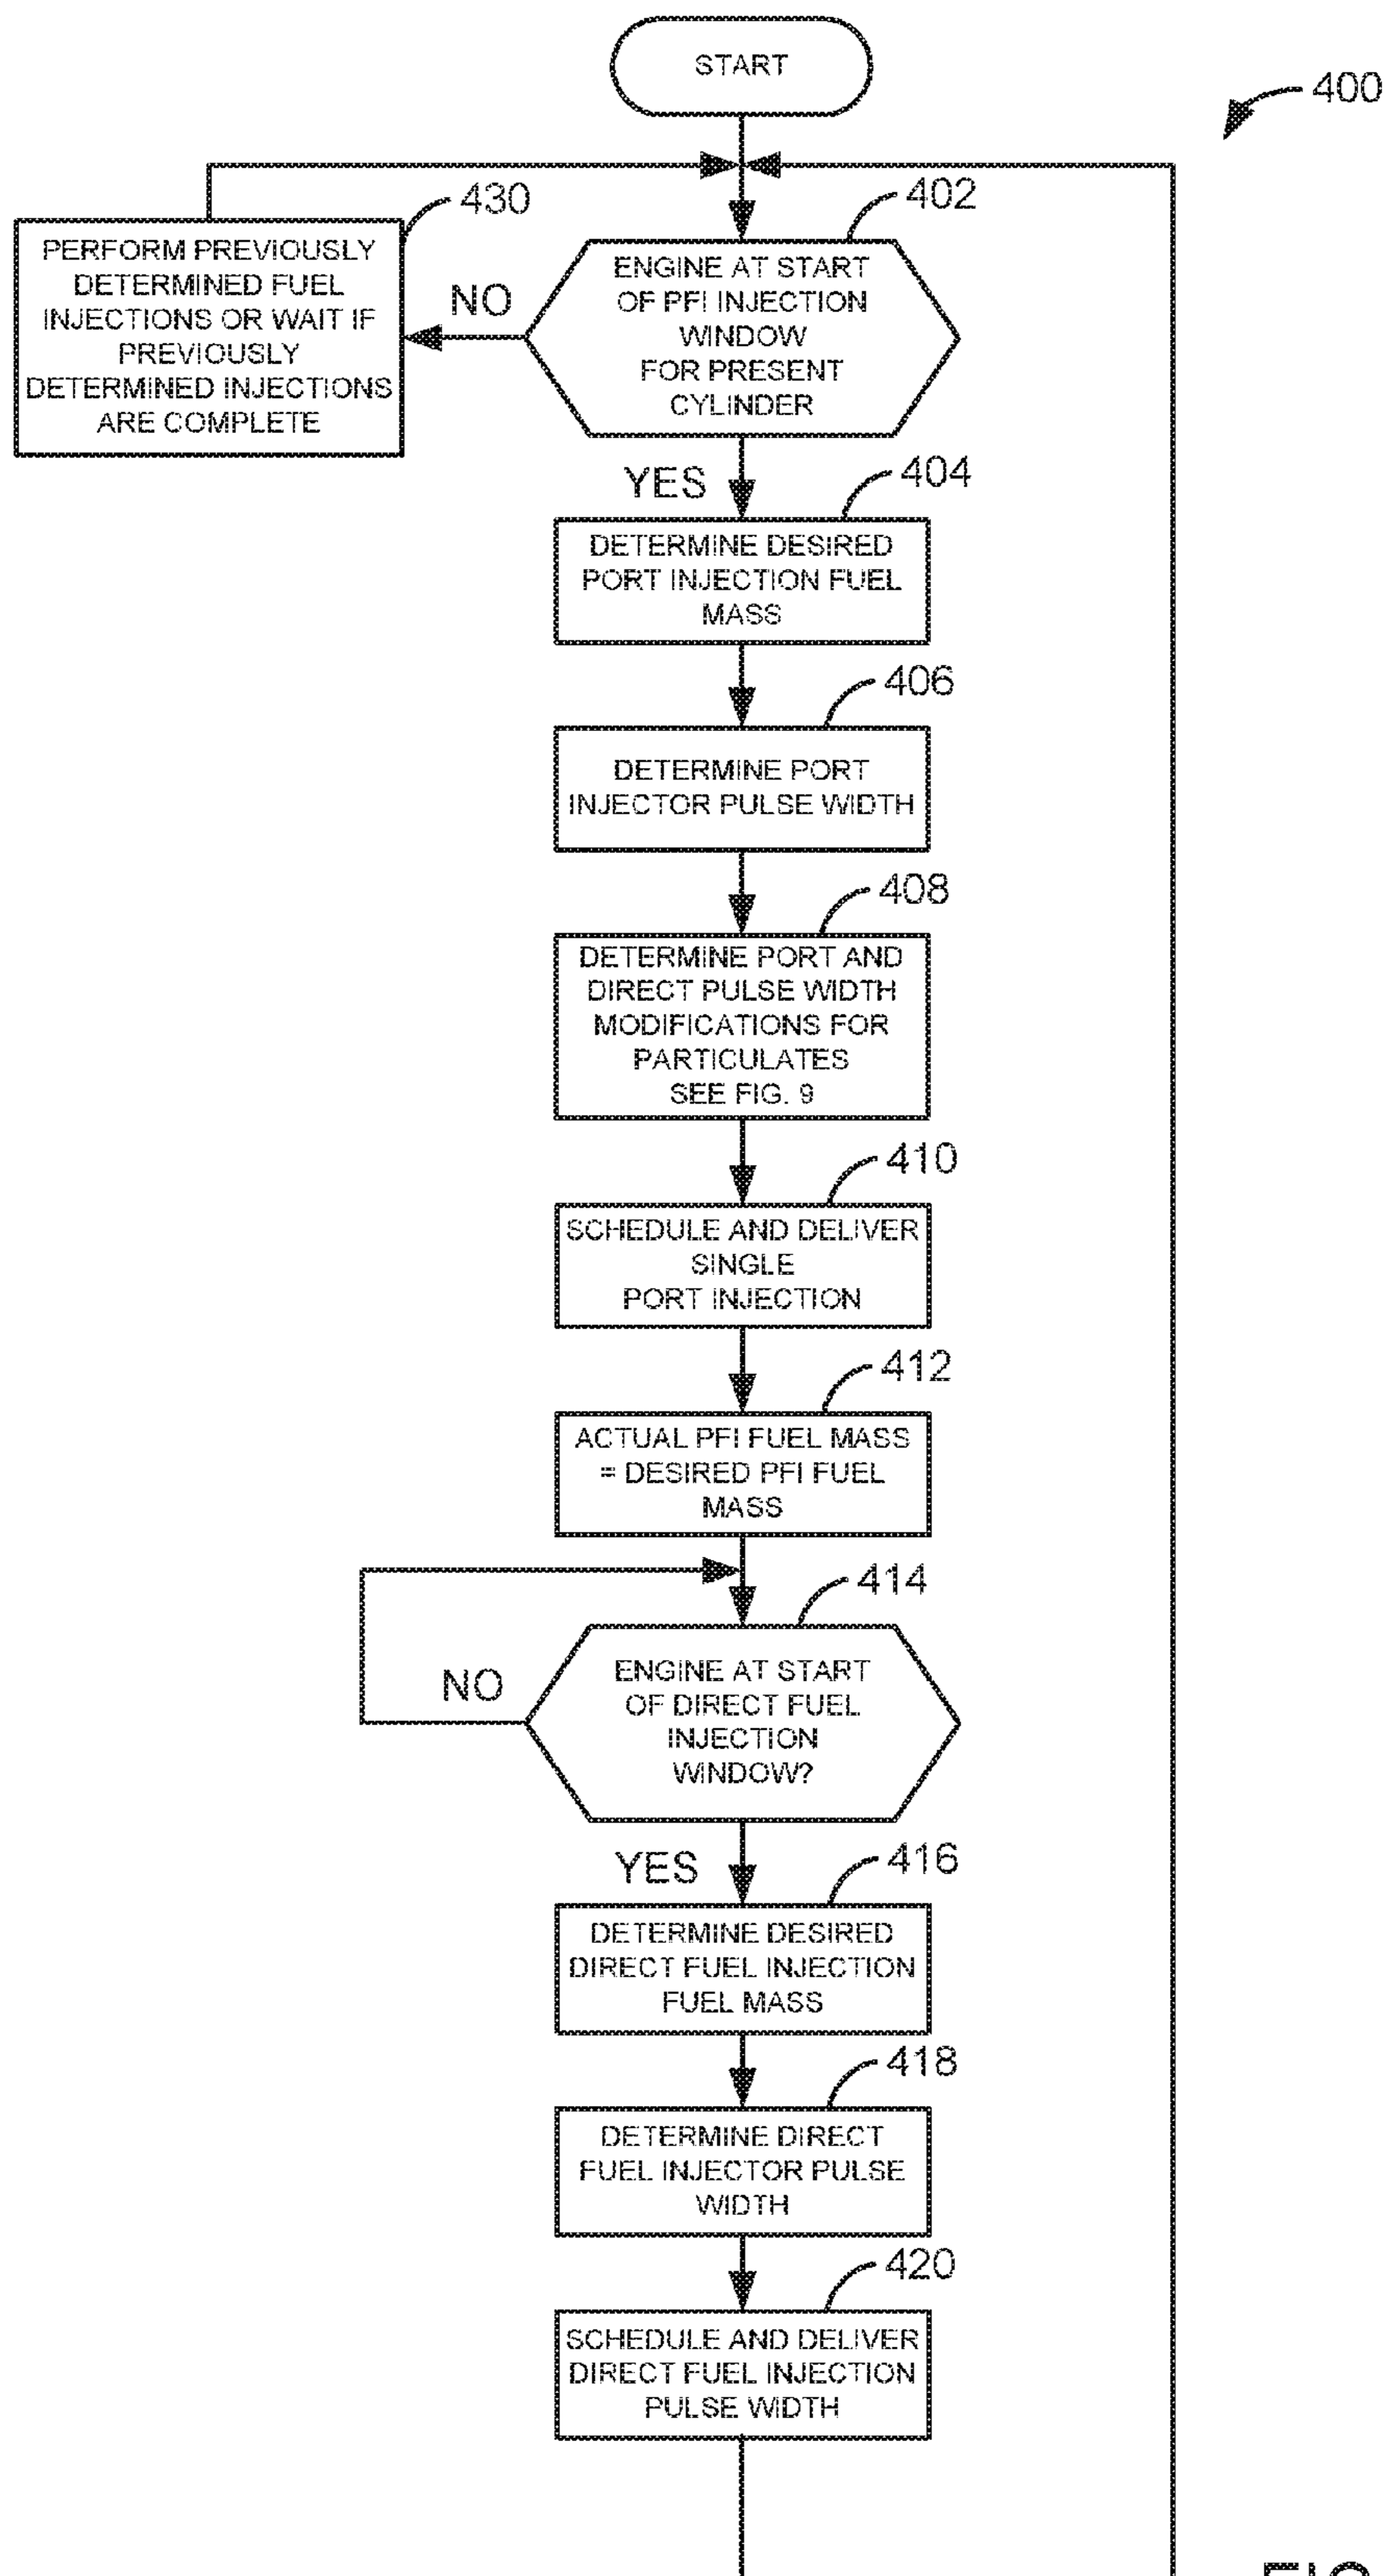 START
400
402
ENGINE AT START
OF PFI INJECTION
WINDOW
FOR PRESENT
CYLINDER
NO
430
PERFORM PREVIOUSLY
DETERMINED FUEL
INJECTIONS OR WAIT IF
PREVIOUSLY
DETERMINED INJECTIONS
ARE COMPLETE
YES
404
DETERMINE DESIRED
PORT INJECTION FUEL
MASS
406
DETERMINE PORT
INJECTOR PULSE WIDTH
408
DETERMINE PORT AND
DIRECT PULSE WIDTH
MODIFICATIONS FOR
PARTICULATES
SEE FIG. 9
410
SCHEDULE AND DELIVER
SINGLE
PORT INJECTION
412
ACTUAL PFI FUEL MASS
= DESIRED PFI FUEL
MASS
414
ENGINE AT START
OF DIRECT FUEL
INJECTION
WINDOW?
NO
YES
416
DETERMINE DESIRED
DIRECT FUEL INJECTION
FUEL MASS
418
DETERMINE DIRECT
FUEL INJECTOR PULSE
WIDTH
420
SCHEDULE AND DELIVER
DIRECT FUEL INJECTION
PULSE WIDTH